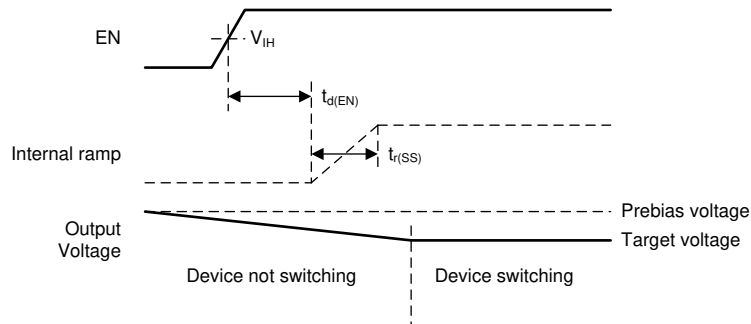 EN
VIH
td(EN)
Internal ramp
tr(SS)
Prebias voltage
Output
Voltage
Target voltage
Device not switching
Device switching